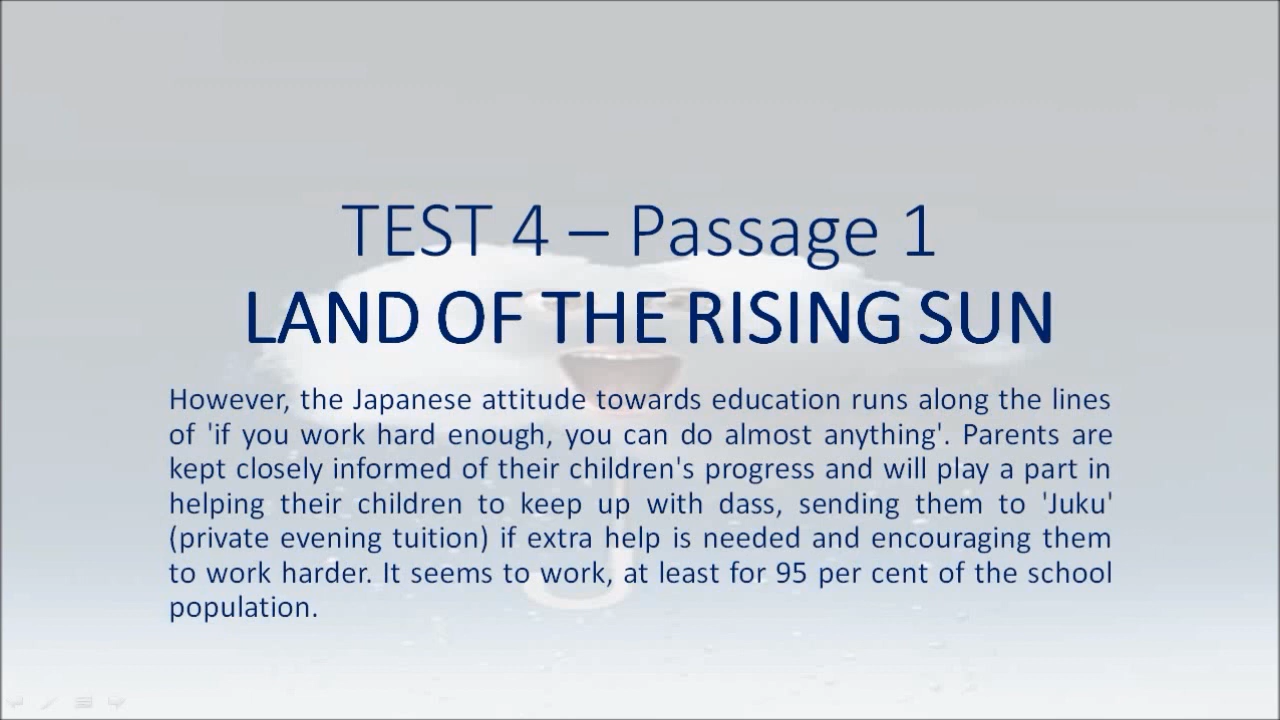 TEST 4 – Passage 1
LAND OF THE RISING SUN
However, the Japanese attitude towards education runs along the lines
of 'if you work hard enough, you can do almost anything'. Parents are
kept closely informed of their children's progress and will play a part in
helping their children to keep up with dass, sending them to 'Juku'
(private evening tuition) if extra help is needed and encouraging them
to work harder. It seems to work, at least for 95 per cent of the school
population.